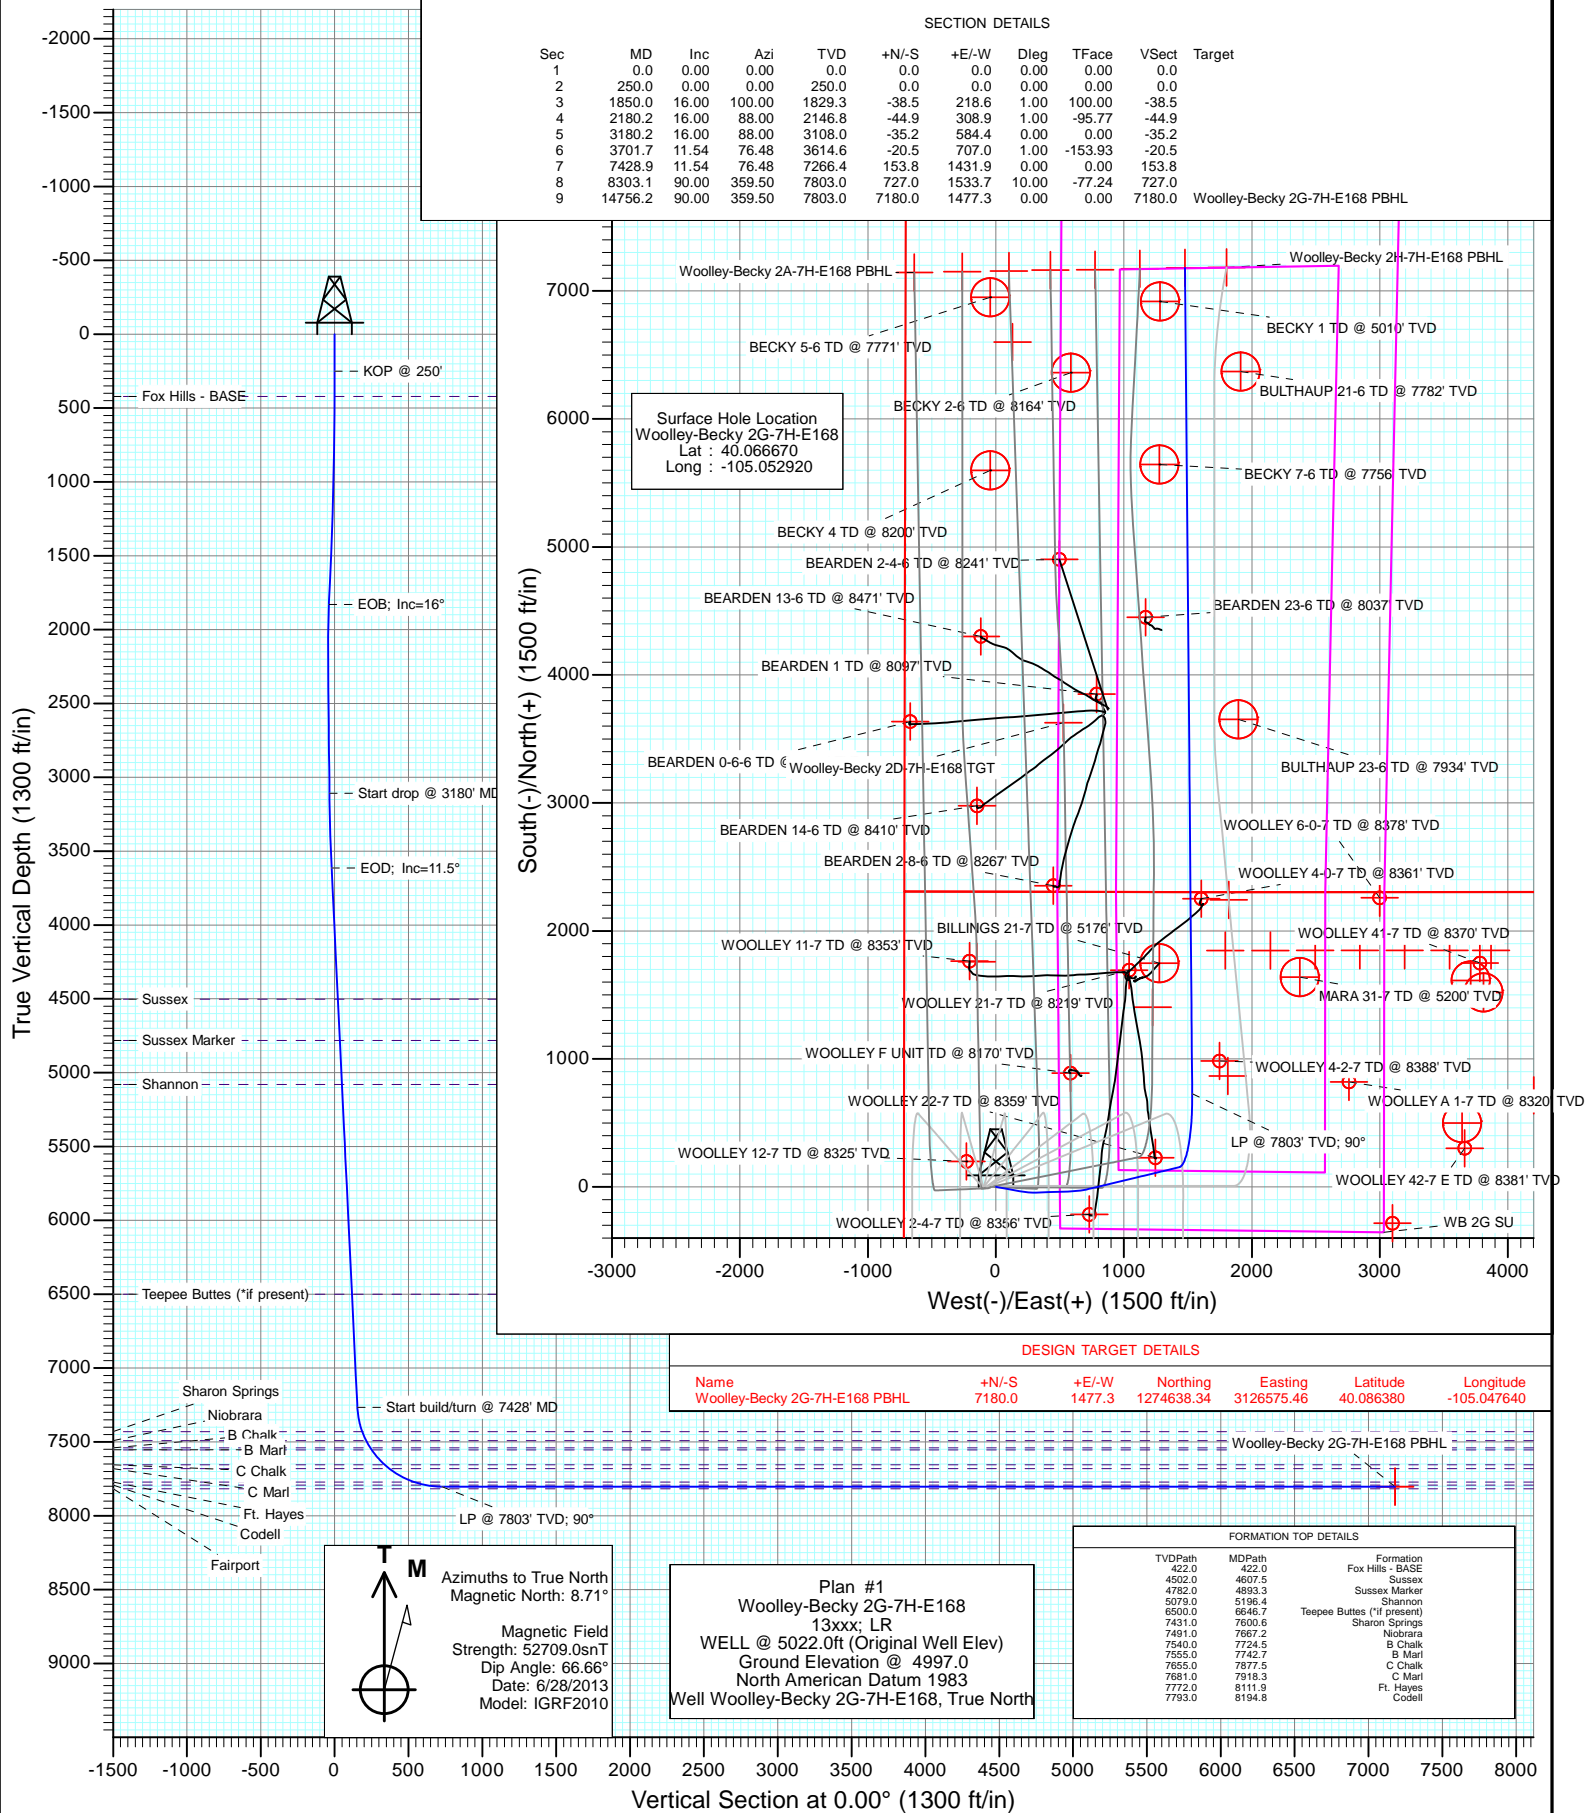 SECTION DETAILS
Sec MD Inc Azi TVD +N/-S +E/-W Dleg TFace VSect Target
1 0.0 0.00 0.00 0.0 0.0 0.0 0.00 0.00 0.0
2 250.0 0.00 0.00 250.0 0.0 0.0 0.00 0.00 0.0
3 1850.0 16.00 100.00 1829.3 -38.5 218.6 1.00 100.00 -38.5
4 2180.2 16.00 88.00 2146.8 -44.9 308.9 1.00 -95.77 -44.9
5 3180.2 16.00 88.00 3108.0 -35.2 584.4 0.00 0.00 -35.2
6 3701.7 11.54 76.48 3614.6 -20.5 707.0 1.00 -153.93 -20.5
7 7428.9 11.54 76.48 7266.4 153.8 1431.9 0.00 0.00 153.8
8 8303.1 90.00 359.50 7803.0 727.0 1533.7 10.00 -77.24 727.0
9 14756.2 90.00 359.50 7803.0 7180.0 1477.3 0.00 0.00 7180.0 Woolley-Becky 2G-7H-E168 PBHL
True Vertical Depth (1300 ft/in)
-2000
-1500
-1000
-500
0
500
1000
1500
2000
2500
3000
3500
4000
4500
5000
5500
6000
6500
7000
7500
8000
8500
9000
KOP @ 250'
Fox Hills - BASE
EOB; Inc=16°
Start drop @ 3180' MD
EOD; Inc=11.5°
Sussex
Sussex Marker
Shannon
Teepee Buttes (*if present)
Start build/turn @ 7428' MD
Sharon Springs
Niobrara
B Chalk
B Marl
C Chalk
C Marl
Ft. Hayes
Codell
Fairport
LP @ 7803' TVD; 90°
Woolley-Becky 2G-7H-E168 PBHL
-1500 -1000 -500 0 500 1000 1500 2000 2500 3000 3500 4000 4500 5000 5500 6000 6500 7000 7500 8000
Vertical Section at 0.00° (1300 ft/in)
South(-)/North(+) (1500 ft/in)
7000
6000
5000
4000
3000
2000
1000
0
-3000 -2000 -1000 0 1000 2000 3000 4000
West(-)/East(+) (1500 ft/in)
Surface Hole Location
Woolley-Becky 2G-7H-E168
Lat : 40.066670
Long : -105.052920
Woolley-Becky 2H-7H-E168 PBHL
Woolley-Becky 2A-7H-E168 PBHL
BECKY 1 TD @ 5010' TVD
BECKY 5-6 TD @ 7771' TVD
BULTHAUP 21-6 TD @ 7782' TVD
BECKY 2-6 TD @ 8164' TVD
BECKY 7-6 TD @ 7756' TVD
BECKY 4 TD @ 8200' TVD
BEARDEN 2-4-6 TD @ 8241' TVD
BEARDEN 13-6 TD @ 8471' TVD
BEARDEN 23-6 TD @ 8037' TVD
BEARDEN 1 TD @ 8097' TVD
BEARDEN 0-6-6 TD @
Woolley-Becky 2D-7H-E168 TGT
BULTHAUP 23-6 TD @ 7934' TVD
BEARDEN 14-6 TD @ 8410' TVD
WOOLLEY 6-0-7 TD @ 8378' TVD
BEARDEN 2-8-6 TD @ 8267' TVD
WOOLLEY 4-0-7 TD @ 8361' TVD
BILLINGS 21-7 TD @ 5176' TVD
WOOLLEY 11-7 TD @ 8353' TVD
WOOLLEY 41-7 TD @ 8370' TVD
WOOLLEY 21-7 TD @ 8219' TVD
MARA 31-7 TD @ 5200' TVD
WOOLLEY F UNIT TD @ 8170' TVD
WOOLLEY 4-2-7 TD @ 8388' TVD
WOOLLEY 22-7 TD @ 8359' TVD
WOOLLEY A 1-7 TD @ 8320' TVD
LP @ 7803' TVD; 90°
WOOLLEY 12-7 TD @ 8325' TVD
WOOLLEY 42-7 E TD @ 8381' TVD
WOOLLEY 2-4-7 TD @ 8356' TVD
WB 2G SU
DESIGN TARGET DETAILS
Name +N/-S +E/-W Northing Easting Latitude Longitude
Woolley-Becky 2G-7H-E168 PBHL 7180.0 1477.3 1274638.34 3126575.46 40.086380 -105.047640
T
M
Azimuths to True North
Magnetic North: 8.71°
Magnetic Field
Strength: 52709.0snT
Dip Angle: 66.66°
Date: 6/28/2013
Model: IGRF2010
Plan #1
Woolley-Becky 2G-7H-E168
13xxx; LR
WELL @ 5022.0ft (Original Well Elev)
Ground Elevation @ 4997.0
North American Datum 1983
Well Woolley-Becky 2G-7H-E168, True North
FORMATION TOP DETAILS
TVDPath MDPath Formation
422.0 422.0 Fox Hills - BASE
4502.0 4607.5 Sussex
4782.0 4893.3 Sussex Marker
5079.0 5196.4 Shannon
6500.0 6646.7 Teepee Buttes (*if present)
7431.0 7600.6 Sharon Springs
7491.0 7667.2 Niobrara
7540.0 7724.5 B Chalk
7555.0 7742.7 B Marl
7655.0 7877.5 C Chalk
7681.0 7918.3 C Marl
7772.0 8111.9 Ft. Hayes
7793.0 8194.8 Codell